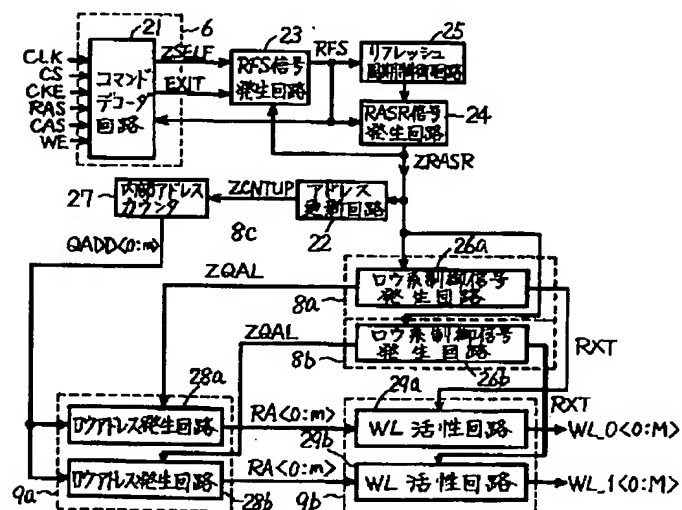 21
6
25
CLK
CS
CKE
RAS
CAS
WE
コマンド
デコーダ
回路
ZSELF
EXIT
23
RFS信号
発生回路
RFS
リフレッシュ
周期制御回路
RASR信号
発生回路
24
ZRASR
27
内部アドレス
カウンタ
ZCNTUP
アドレス
更新回路
22
8c
QADD<0:m>
ZQAL
26a
ロウ系制御信号
発生回路
8a
ZQAL
ロウ系制御信号
発生回路
8b
26b
RXT
RXT
28a
ロウアドレス発生回路
RA<0:m>
29a
WL 活性回路
WL_0<0:M>
ロウアドレス発生回路
RA<0:m>
29b
WL 活性回路
WL_1<0:M>
9a
28b
9b